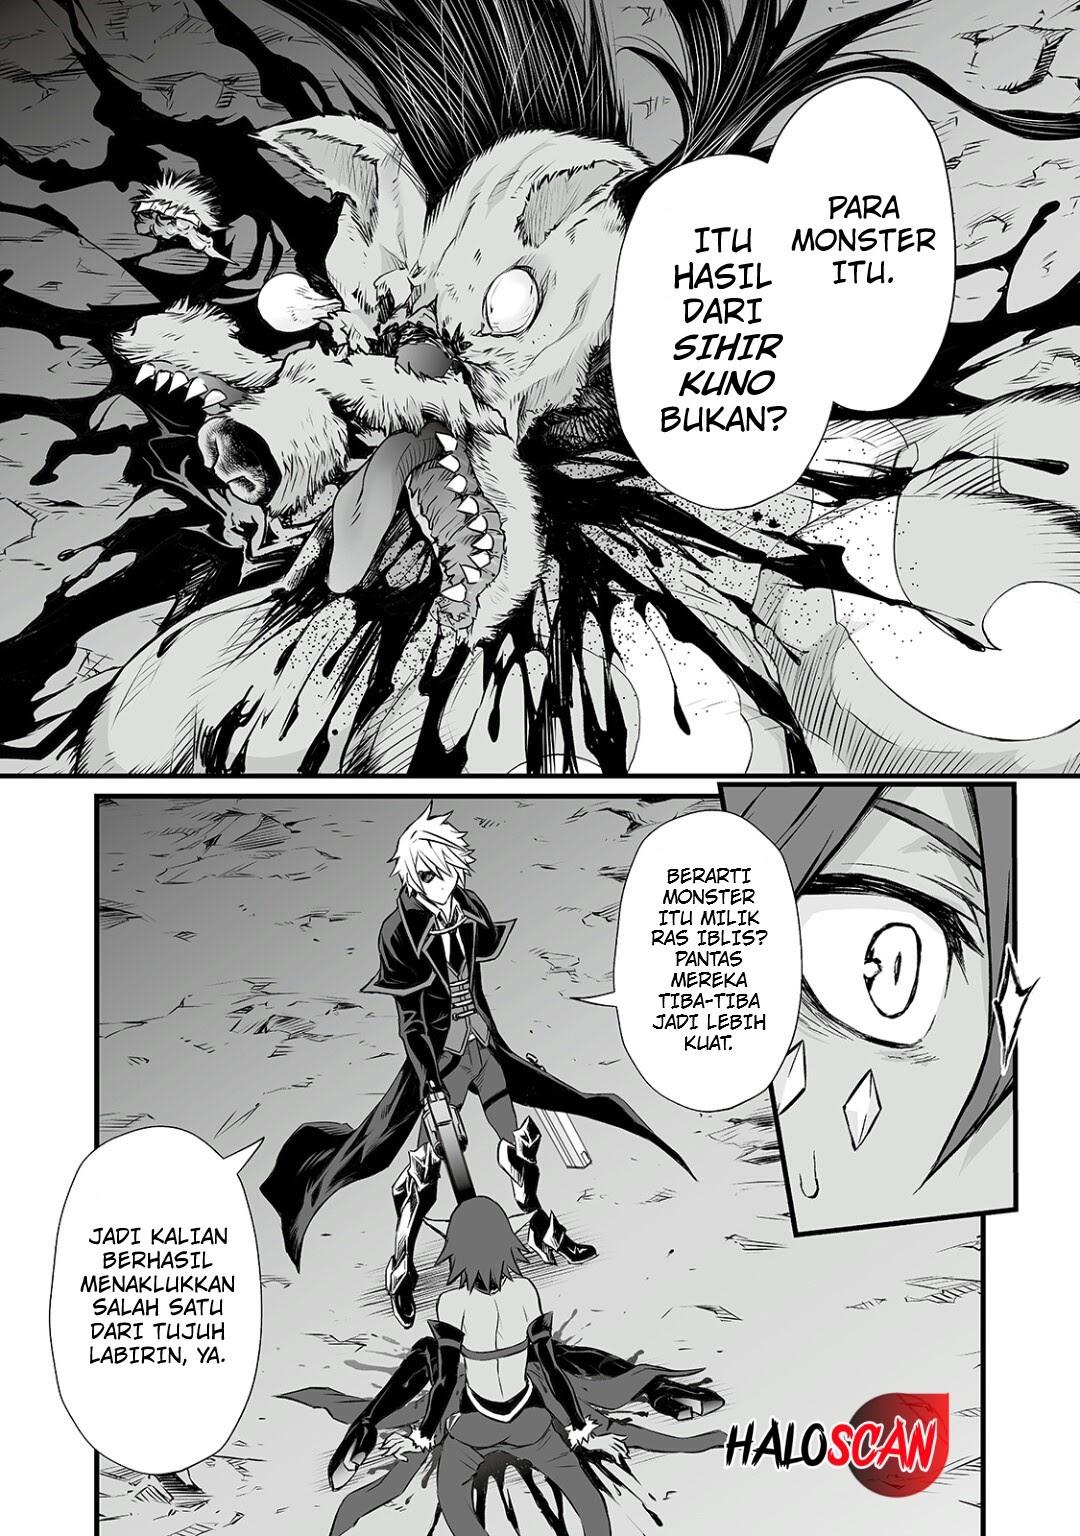 PARA
MONSTER
ITU.
ITU
HASIL
DARI
SIHIR
KUNO
BUKAN?
BERARTI
MONSTER
ITU MILIK
RAS IBLIS?
PANTAS
MEREKA
TIBA-TIBA
JADI LEBIH
KUAT.
JADI KALIAN
BERHASIL
MENAKLUKKAN
SALAH SATU
DARI TUJUH
LABIRIN, YA.
HALOSCAN